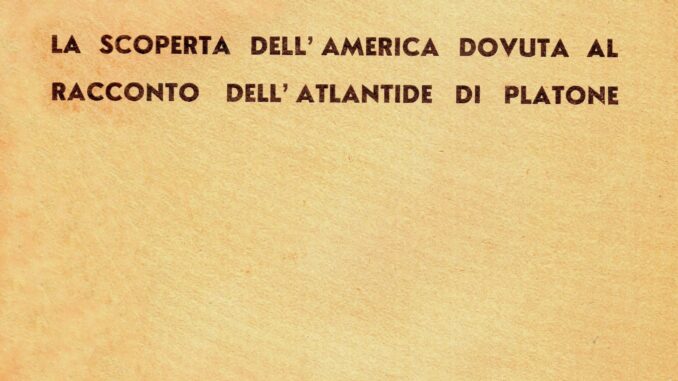 LA SCOPERTA DELL' AMERICA DOVUTA AL
RACCONTO DELL' ATLANTIDE DI PLATONE